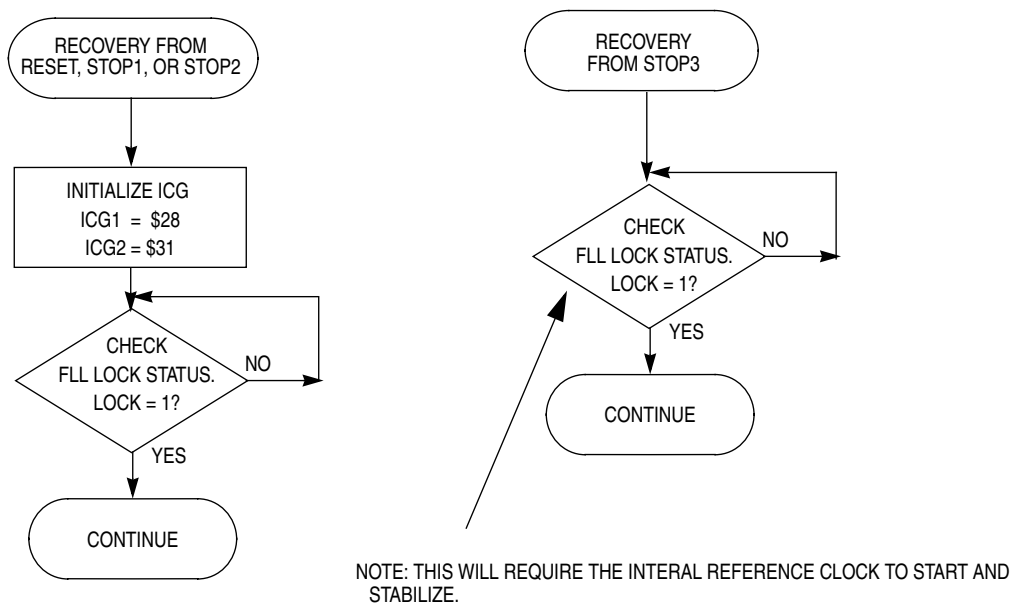 RECOVERY FROM
RESET, STOP1, OR STOP2
INITIALIZE ICG
ICG1 = $28
ICG2 = $31
CHECK
FLL LOCK STATUS.
LOCK = 1?
NO
YES
CONTINUE
RECOVERY
FROM STOP3
CHECK
FLL LOCK STATUS.
LOCK = 1?
NO
YES
CONTINUE
NOTE: THIS WILL REQUIRE THE INTERAL REFERENCE CLOCK TO START AND
STABILIZE.